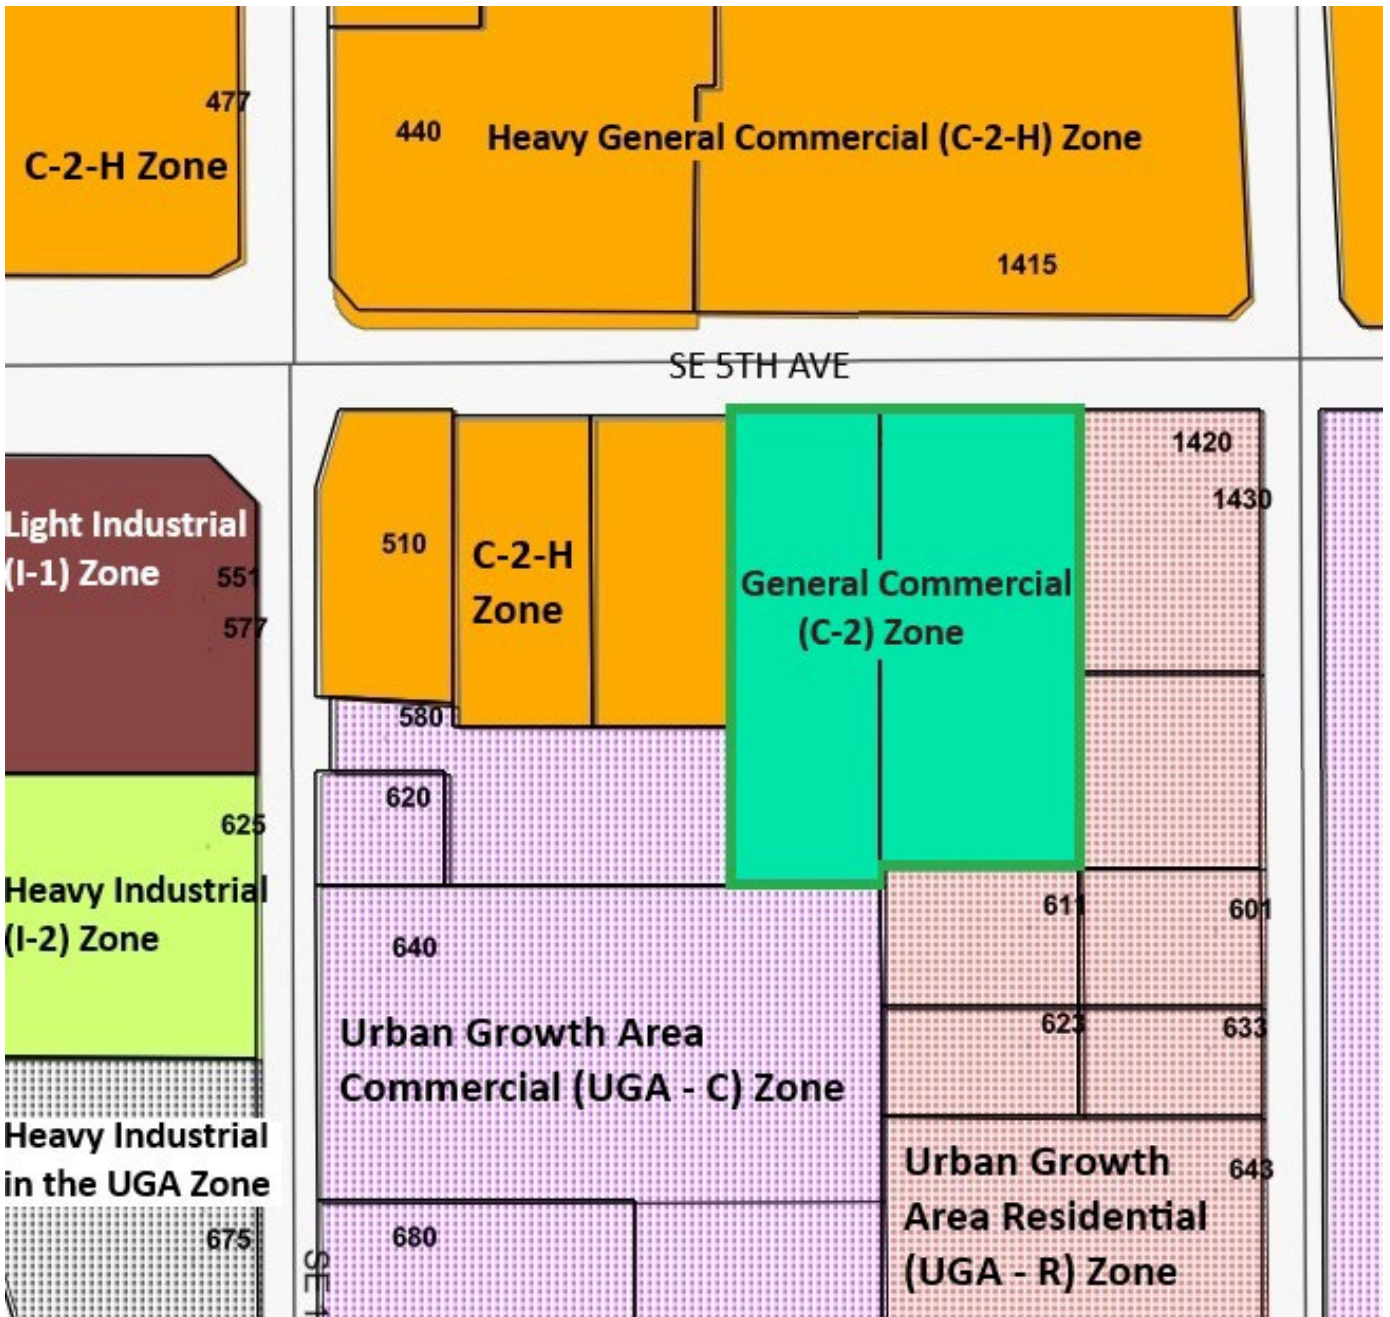 477
C-2-H Zone
440
Heavy General Commercial (C-2-H) Zone
1415
SE 5TH AVE
1420
1430
Light Industrial
(I-1) Zone
551
577
510
C-2-H
Zone
General Commercial
(C-2) Zone
580
620
625
Heavy Industrial
(I-2) Zone
611
601
640
623
633
Urban Growth Area
Commercial (UGA - C) Zone
Heavy Industrial
in the UGA Zone
675
680
Urban Growth
Area Residential
(UGA - R) Zone
643
SE 1